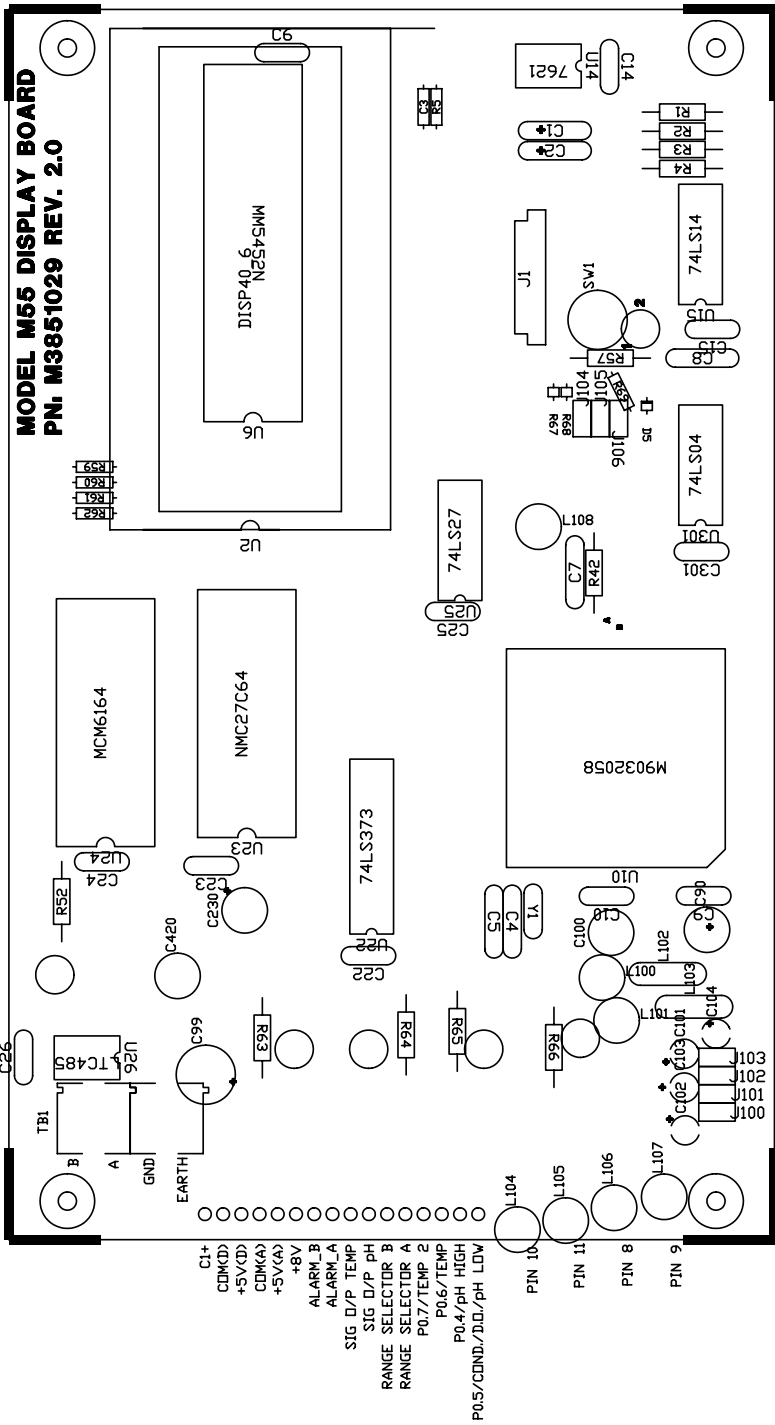 MODEL M55 DISPLAY BOARD
PN: M3851029 REV. 2.0
C9
MM5452N
DISP40_6
U6
U2
C3
R5
7621
U14
C14
C1
C2
R1
R2
R3
R4
74LS14
U15
C15
C8
J1
SW1
2
1
R57
J104
J105
J106
R69
R67
R68
D5
74LS04
U301
C301
R59
R60
R61
R62
74LS27
U25
C25
L108
C7
R42
A
B
MCM6164
U24
C24
NMC27C64
U23
C23
C230
74LS373
U22
C22
M9032058
U10
C10
C90
C9
R52
C420
C5
C4
Y1
C100
L102
L100
L103
L101
C104
C101
C103
C102
C26
LTC485
U26
C99
R63
R64
R65
R66
J103
J102
J101
J100
TB1
B
A
GND
EARTH
L104
L105
L106
L107
C1+
COM(D)
+5V(D)
COM(A)
+5V(A)
+8V
ALARM_B
ALARM_A
SIG O/P TEMP
SIG O/P pH
RANGE SELECTOR B
RANGE SELECTOR A
P0.7/TEMP 2
P0.6/TEMP
P0.4/pH HIGH
P0.5/COND./D.O./pH LOW
PIN 10
PIN 11
PIN 8
PIN 9